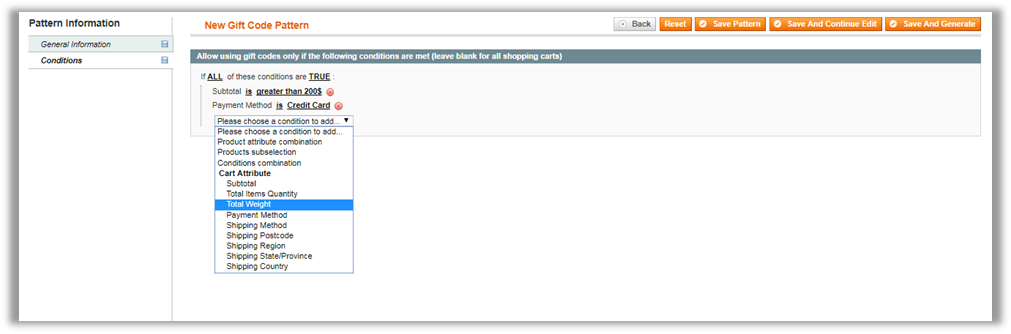 Pattern Information
General Information
Conditions
New Gift Code Pattern
Back Reset Save Pattern Save And Continue Edit Save And Generate
Allow using gift codes only if the following conditions are met (leave blank for all shopping carts)
If ALL of these conditions are TRUE :
Subtotal is greater than 200$
Payment Method is Credit Card
Please choose a condition to add...
Please choose a condition to add...
Product attribute combination
Products subselection
Conditions combination
Cart Attribute
Subtotal
Total Items Quantity
Total Weight
Payment Method
Shipping Method
Shipping Postcode
Shipping Region
Shipping State/Province
Shipping Country